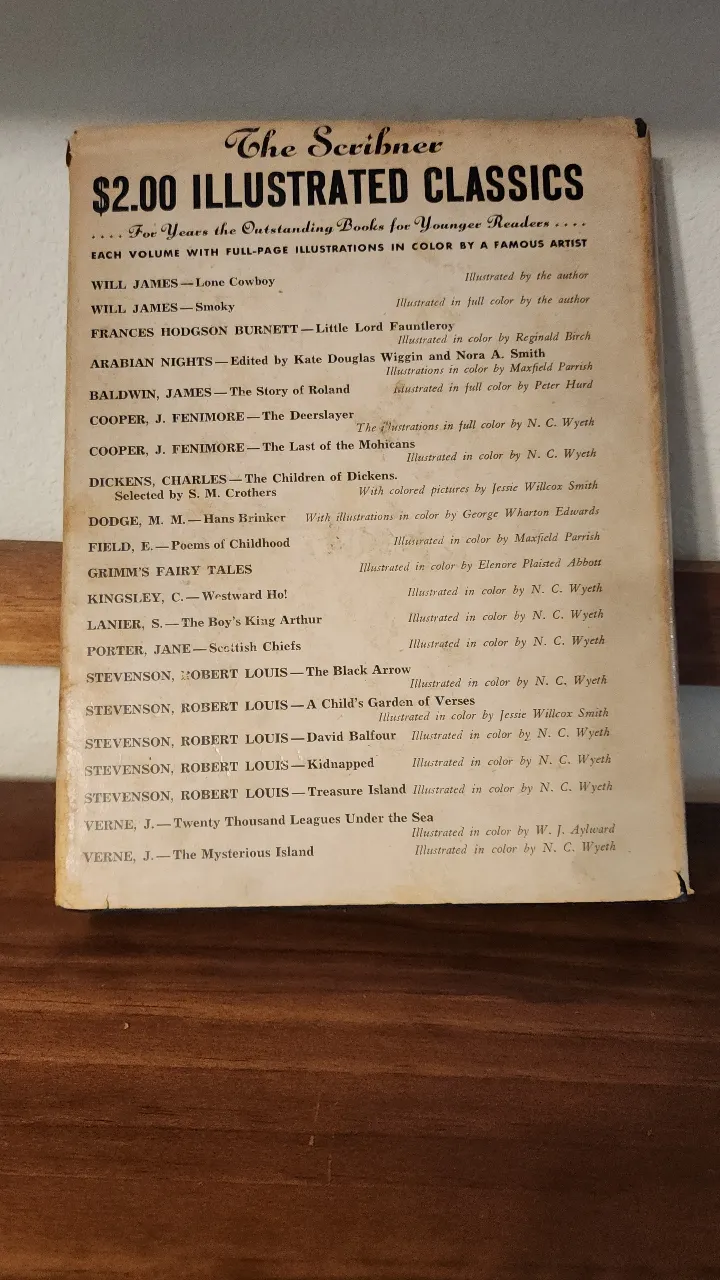 The Scribner
$2.00 ILLUSTRATED CLASSICS
.... For Years the Outstanding Books for Younger Readers ....
EACH VOLUME WITH FULL-PAGE ILLUSTRATIONS IN COLOR BY A FAMOUS ARTIST
WILL JAMES—Lone Cowboy Illustrated by the author
WILL JAMES—Smoky Illustrated in full color by the author
FRANCES HODGSON BURNETT—Little Lord Fauntleroy
Illustrated in color by Reginald Birch
ARABIAN NIGHTS—Edited by Kate Douglas Wiggin and Nora A. Smith
Illustrations in color by Maxfield Parrish
BALDWIN, JAMES—The Story of Roland Illustrated in full color by Peter Hurd
COOPER, J. FENIMORE—The Deerslayer
The illustrations in full color by N. C. Wyeth
COOPER, J. FENIMORE—The Last of the Mohicans
Illustrated in color by N. C. Wyeth
DICKENS, CHARLES—The Children of Dickens.
Selected by S. M. Crothers With colored pictures by Jessie Willcox Smith
DODGE, M. M.—Hans Brinker With illustrations in color by George Wharton Edwards
FIELD, E.—Poems of Childhood Illustrated in color by Maxfield Parrish
GRIMM'S FAIRY TALES Illustrated in color by Elenore Plaisted Abbott
KINGSLEY, C.—Westward Ho! Illustrated in color by N. C. Wyeth
LANIER, S.—The Boy's King Arthur Illustrated in color by N. C. Wyeth
PORTER, JANE—Scottish Chiefs Illustrated in color by N. C. Wyeth
STEVENSON, ROBERT LOUIS—The Black Arrow
Illustrated in color by N. C. Wyeth
STEVENSON, ROBERT LOUIS—A Child's Garden of Verses
Illustrated in color by Jessie Willcox Smith
STEVENSON, ROBERT LOUIS—David Balfour Illustrated in color by N. C. Wyeth
STEVENSON, ROBERT LOUIS—Kidnapped Illustrated in color by N. C. Wyeth
STEVENSON, ROBERT LOUIS—Treasure Island Illustrated in color by N. C. Wyeth
VERNE, J.—Twenty Thousand Leagues Under the Sea
Illustrated in color by W. J. Aylward
VERNE, J.—The Mysterious Island Illustrated in color by N. C. Wyeth